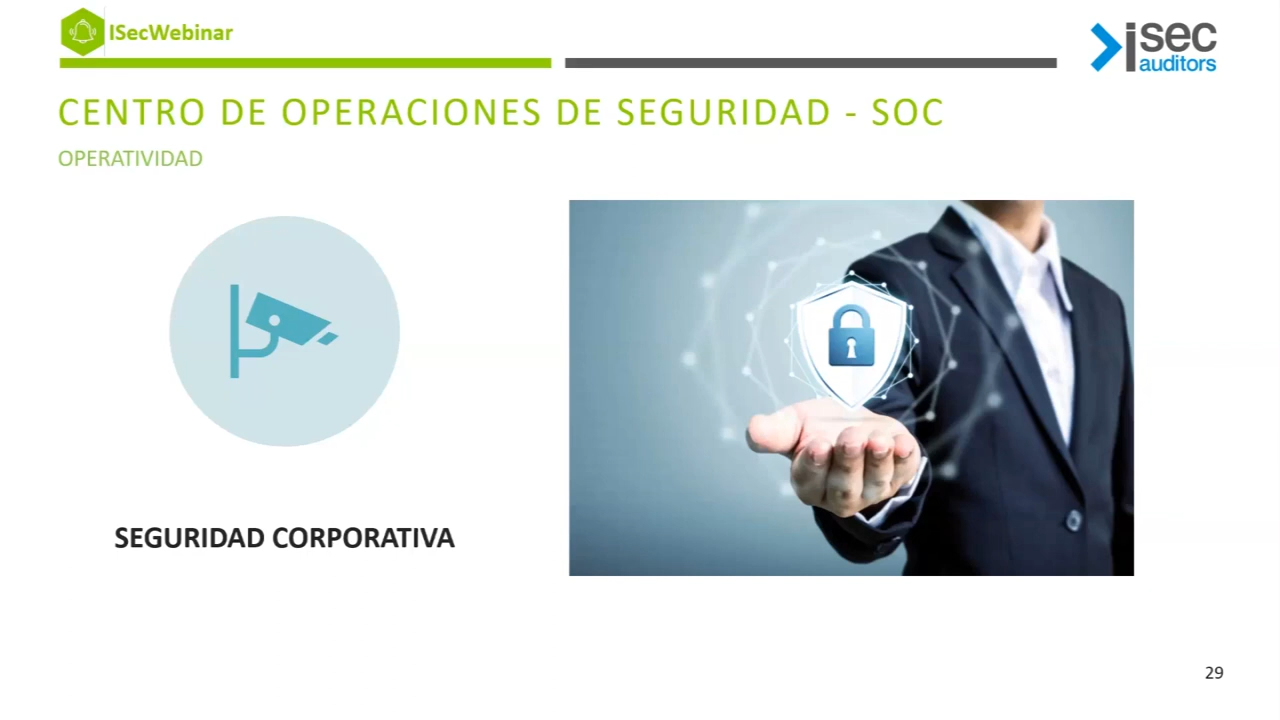 ISecWebinar
isec
auditors
CENTRO DE OPERACIONES DE SEGURIDAD - SOC
OPERATIVIDAD
SEGURIDAD CORPORATIVA
29